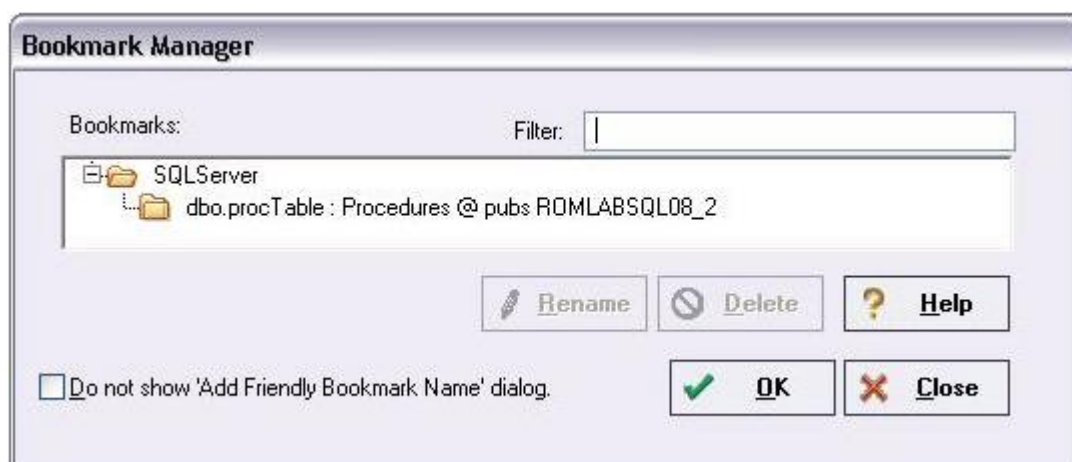 Bookmark Manager
Bookmarks:
Filter:
SQLServer
dbo.procTable : Procedures @ pubs ROMLABSQL08_2
Rename
Delete
Help
Do not show 'Add Friendly Bookmark Name' dialog.
OK
Close